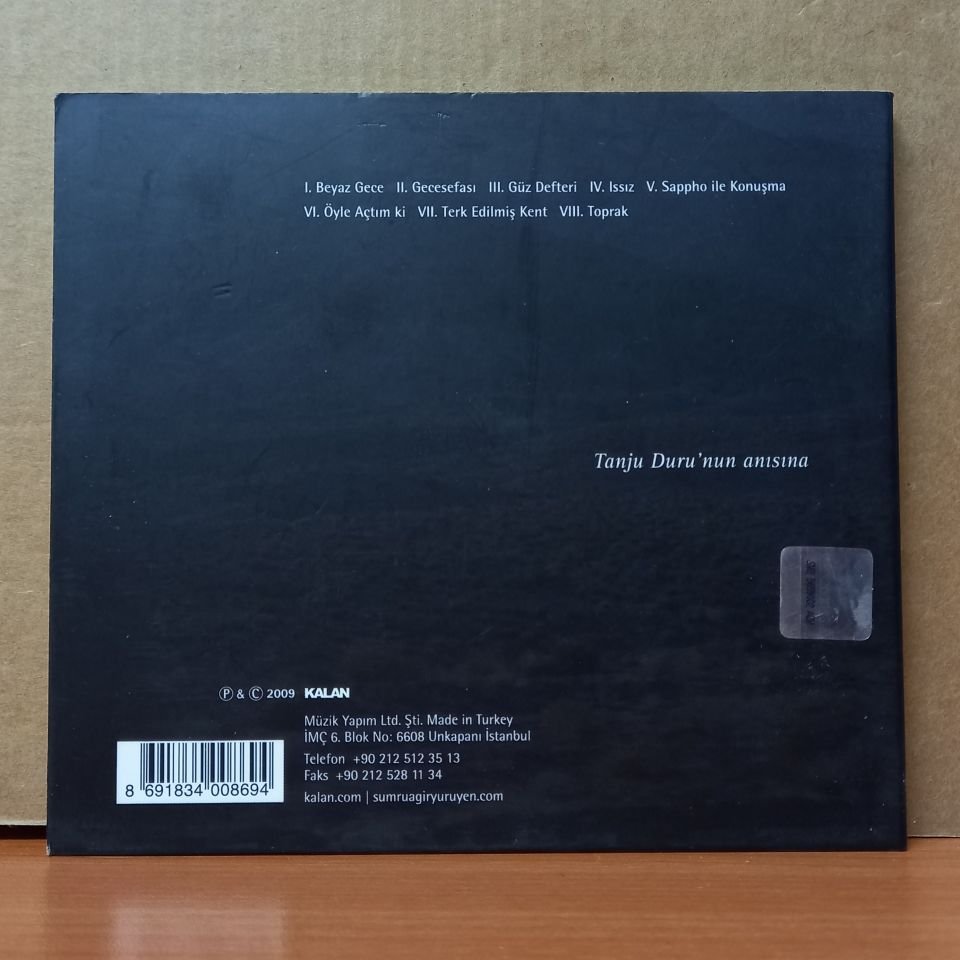 I. Beyaz Gece II. Gecesefası III. Güz Defteri IV. Issız V. Sappho ile Konuşma
VI. Öyle Açtım ki VII. Terk Edilmiş Kent VIII. Toprak
Tanju Duru'nun anısına
℗ & © 2009 KALAN
Müzik Yapım Ltd. Şti. Made in Turkey
İMÇ 6. Blok No: 6608 Unkapanı İstanbul
Telefon +90 212 512 35 13
Faks +90 212 528 11 34
kalan.com | sumruagiryuruyen.com
8 691834 008694